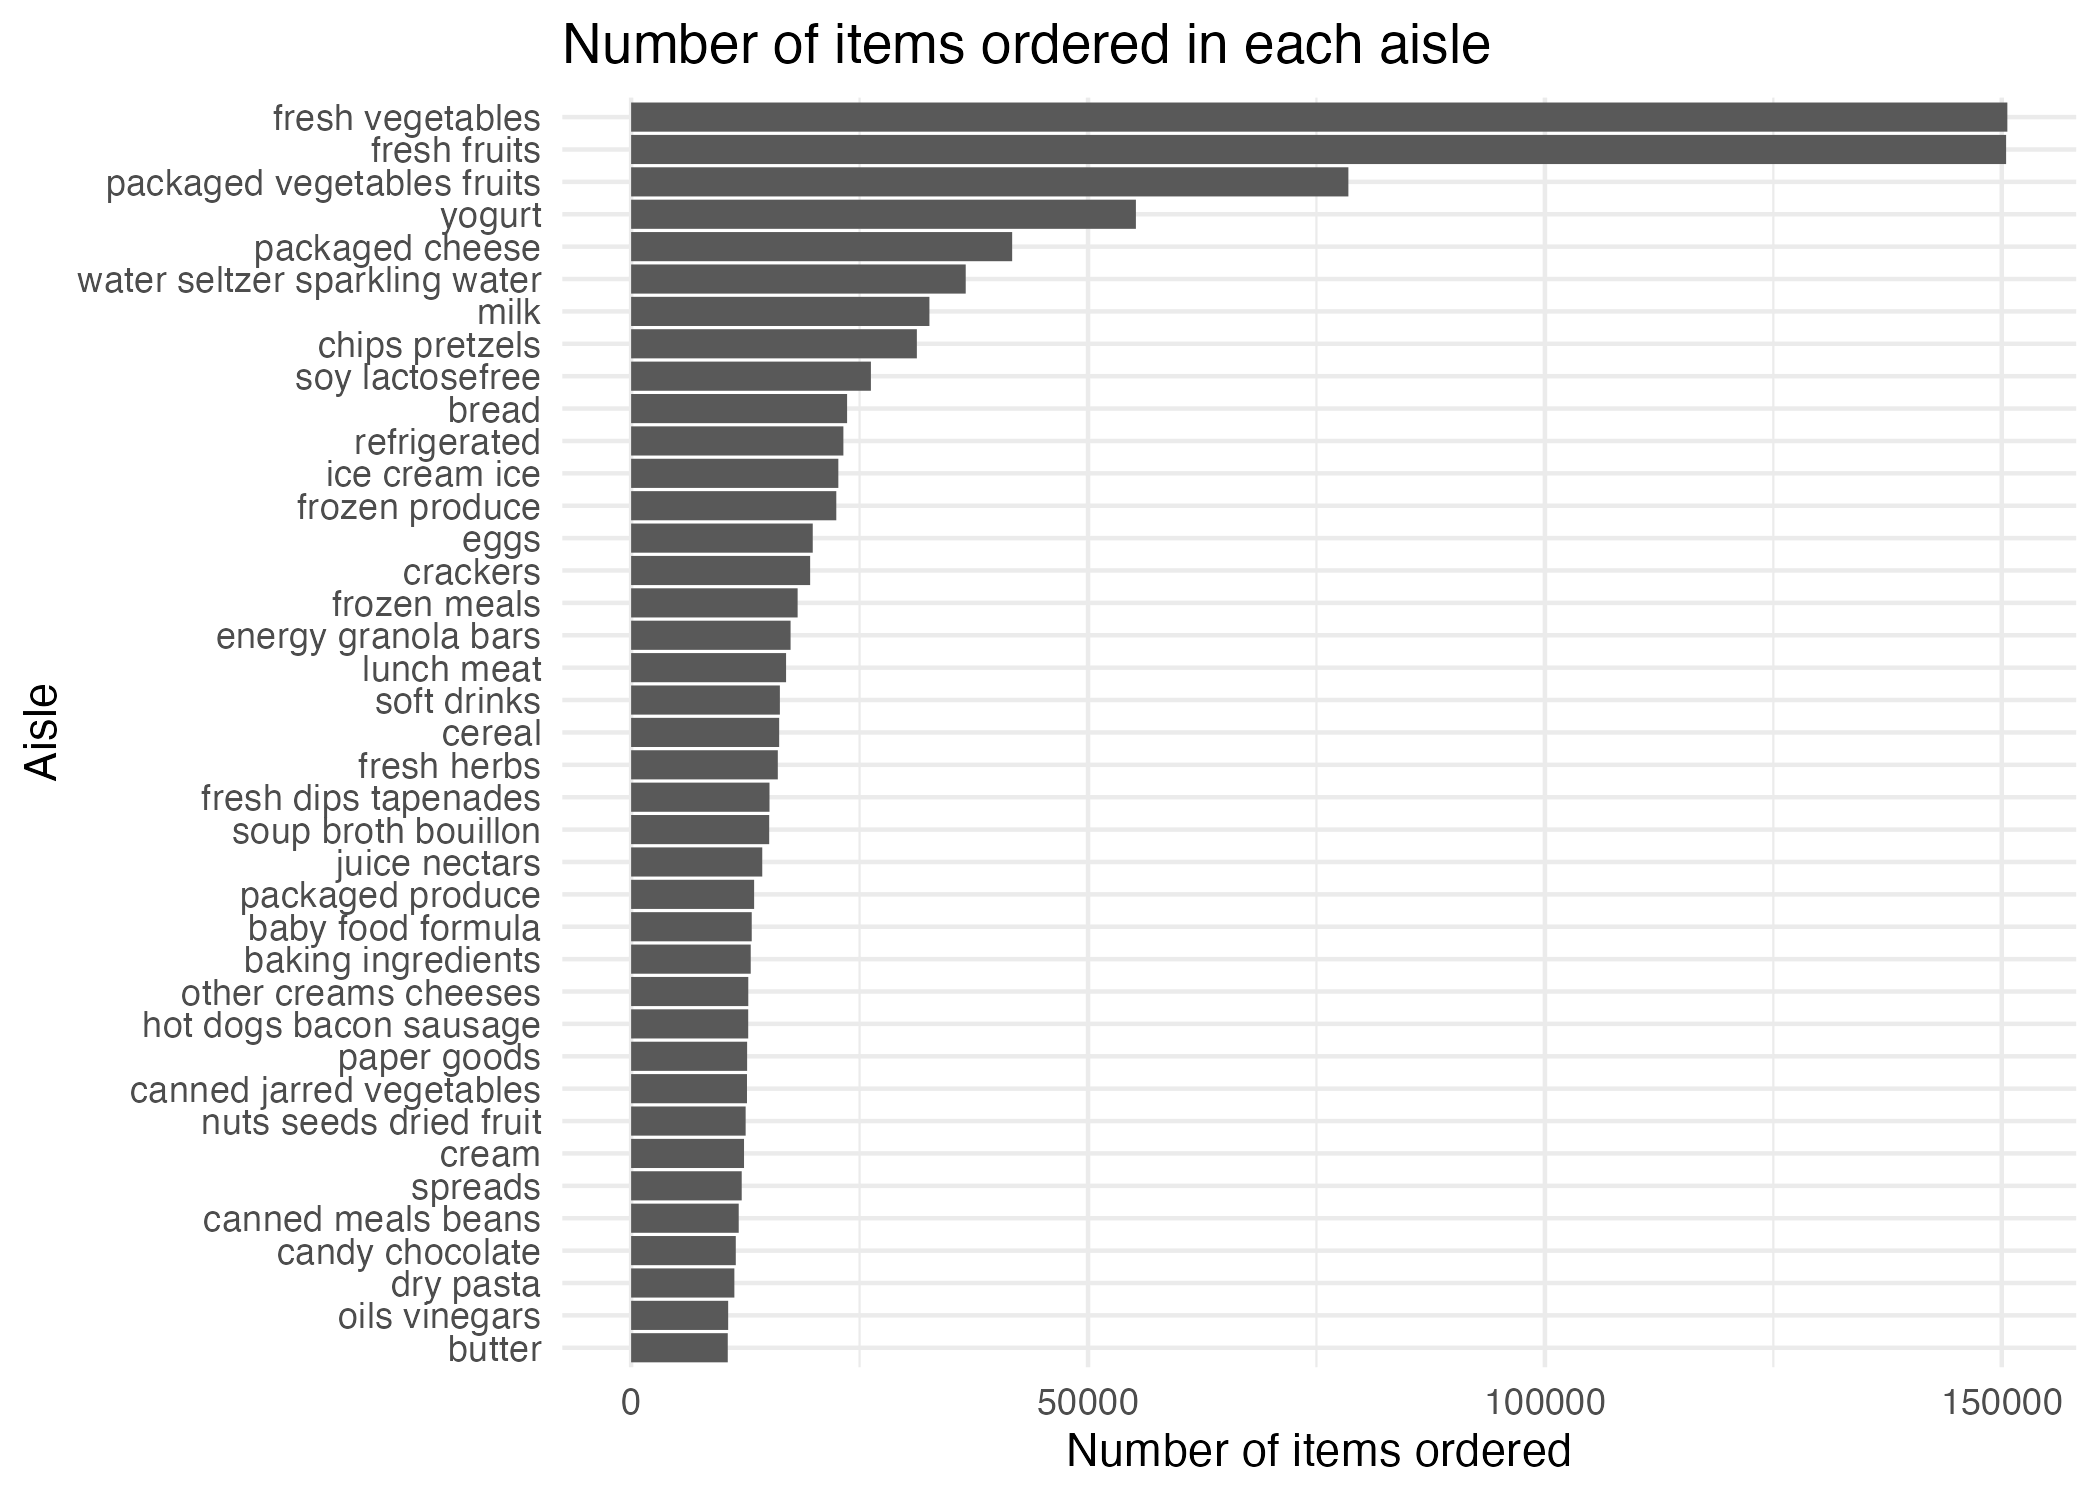 Number of items ordered in each aisle
fresh vegetables
fresh fruits
packaged vegetables fruits
yogurt
packaged cheese
water seltzer sparkling water
milk
chips pretzels
soy lactosefree
bread
refrigerated
ice cream ice
frozen produce
eggs
crackers
frozen meals
energy granola bars
lunch meat
soft drinks
cereal
fresh herbs
fresh dips tapenades
soup broth bouillon
juice nectars
packaged produce
baby food formula
baking ingredients
other creams cheeses
hot dogs bacon sausage
paper goods
canned jarred vegetables
nuts seeds dried fruit
cream
spreads
canned meals beans
candy chocolate
dry pasta
oils vinegars
butter
Aisle
0 50000 100000 150000
Number of items ordered